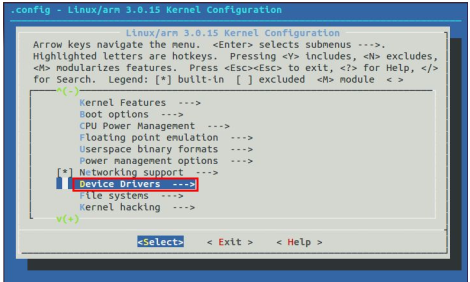 .config - Linux/arm 3.0.15 Kernel Configuration
Linux/arm 3.0.15 Kernel Configuration
Arrow keys navigate the menu.  <Enter> selects submenus --->.
Highlighted letters are hotkeys.  Pressing <Y> includes, <N> excludes,
<M> modularizes features.  Press <Esc><Esc> to exit, <?> for Help, </>
for Search.  Legend: [*] built-in  [ ] excluded  <M> module  < >
^(-)
Kernel Features  --->
Boot options  --->
CPU Power Management  --->
Floating point emulation  --->
Userspace binary formats  --->
Power management options  --->
[*] Networking support  --->
Device Drivers  --->
File systems  --->
Kernel hacking  --->
v(+)
<Select>    < Exit >    < Help >